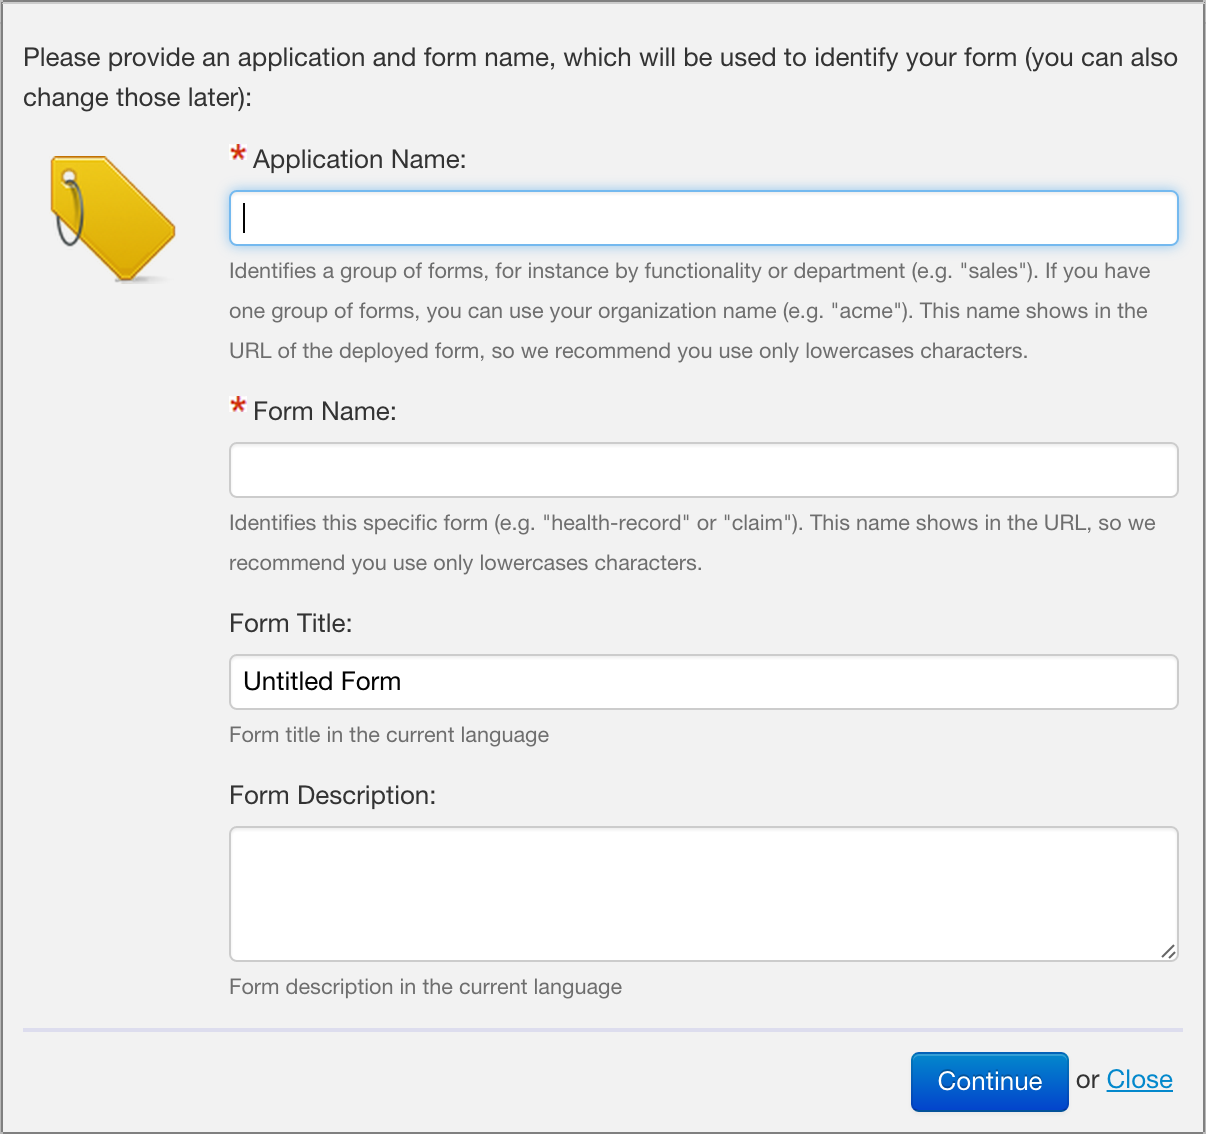 Please provide an application and form name, which will be used to identify your form (you can also
change those later):
* Application Name:
Identifies a group of forms, for instance by functionality or department (e.g. "sales"). If you have
one group of forms, you can use your organization name (e.g. "acme"). This name shows in the
URL of the deployed form, so we recommend you use only lowercases characters.
* Form Name:
Identifies this specific form (e.g. "health-record" or "claim"). This name shows in the URL, so we
recommend you use only lowercases characters.
Form Title:
Untitled Form
Form title in the current language
Form Description:
Form description in the current language
Continue or Close